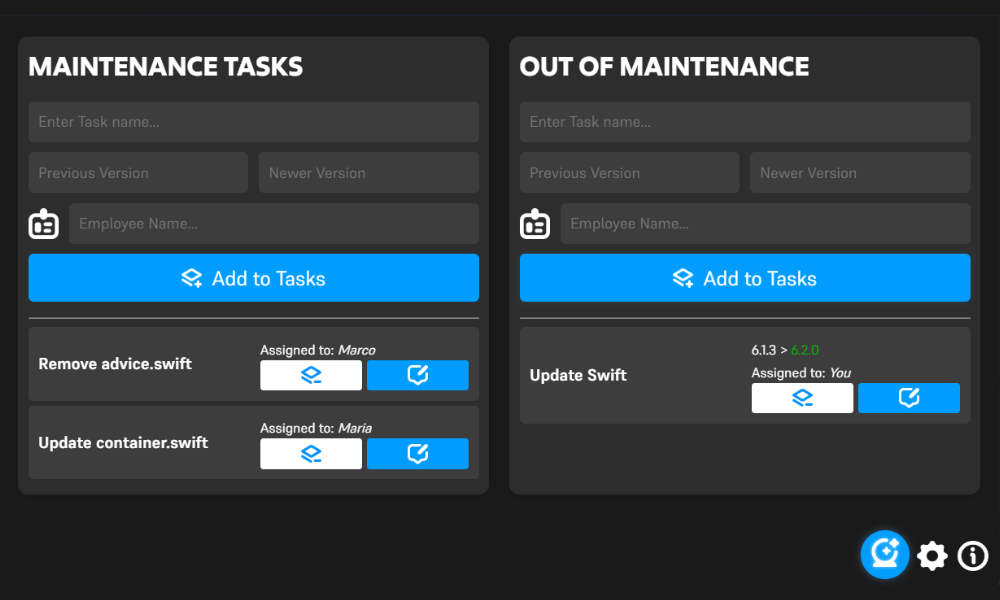 MAINTENANCE TASKS
Enter Task name...
Previous Version
Newer Version
Employee Name...
Add to Tasks
Remove advice.swift
Assigned to: Marco
Update container.swift
Assigned to: Maria
OUT OF MAINTENANCE
Enter Task name...
Previous Version
Newer Version
Employee Name...
Add to Tasks
Update Swift
6.1.3 > 6.2.0
Assigned to: You